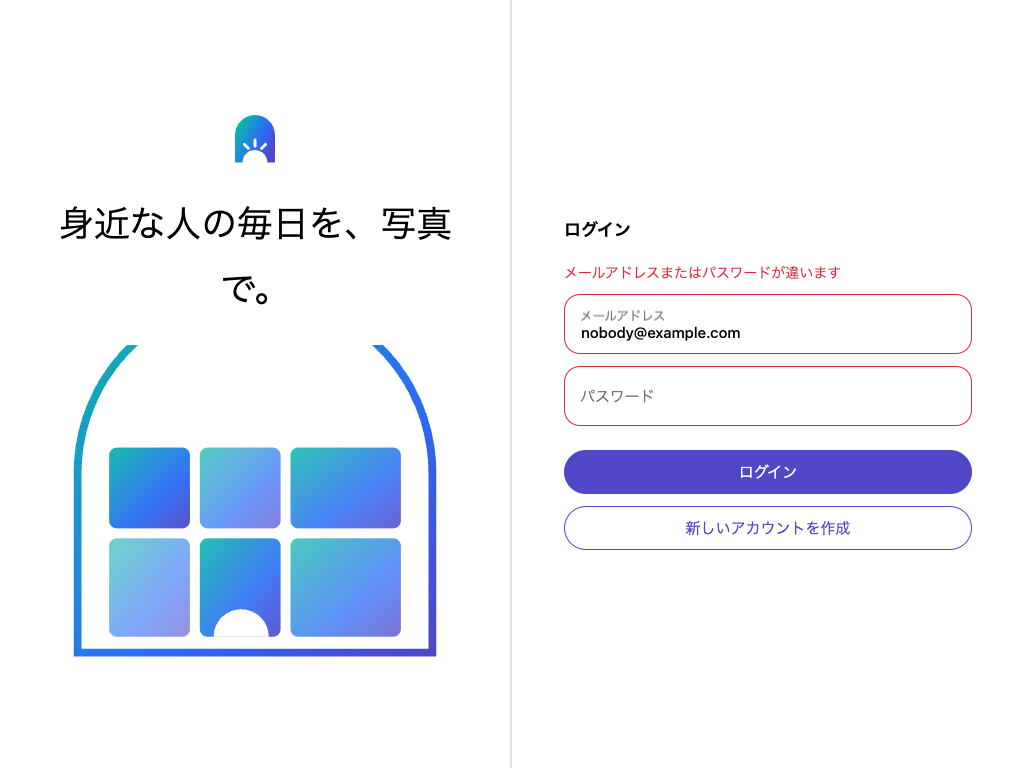 身近な人の毎日を、写真
で。
ログイン
メールアドレスまたはパスワードが違います
メールアドレス
nobody@example.com
パスワード
ログイン
新しいアカウントを作成